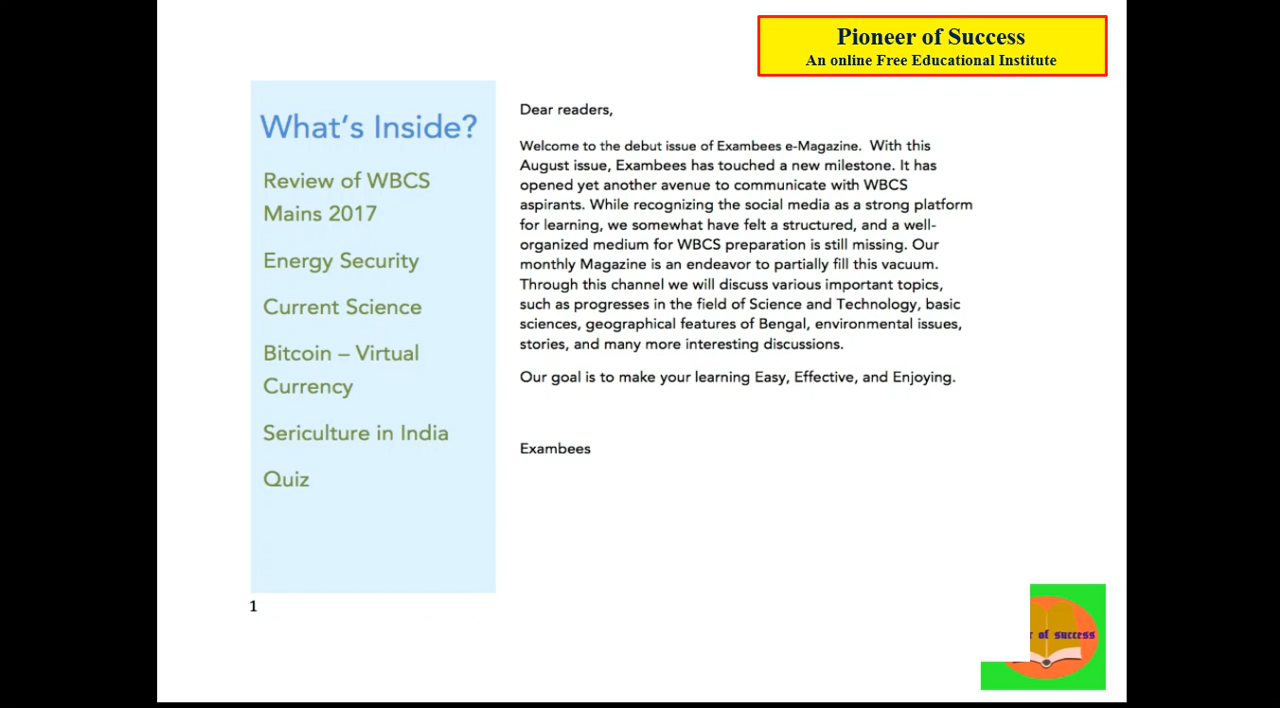 Pioneer of Success
An online Free Educational Institute
What's Inside?
Review of WBCS
Mains 2017
Energy Security
Current Science
Bitcoin – Virtual
Currency
Sericulture in India
Quiz
Dear readers,
Welcome to the debut issue of Exambees e-Magazine.  With this
August issue, Exambees has touched a new milestone. It has
opened yet another avenue to communicate with WBCS
aspirants. While recognizing the social media as a strong platform
for learning, we somewhat have felt a structured, and a well-
organized medium for WBCS preparation is still missing. Our
monthly Magazine is an endeavor to partially fill this vacuum.
Through this channel we will discuss various important topics,
such as progresses in the field of Science and Technology, basic
sciences, geographical features of Bengal, environmental issues,
stories, and many more interesting discussions.
Our goal is to make your learning Easy, Effective, and Enjoying.
Exambees
1
of success